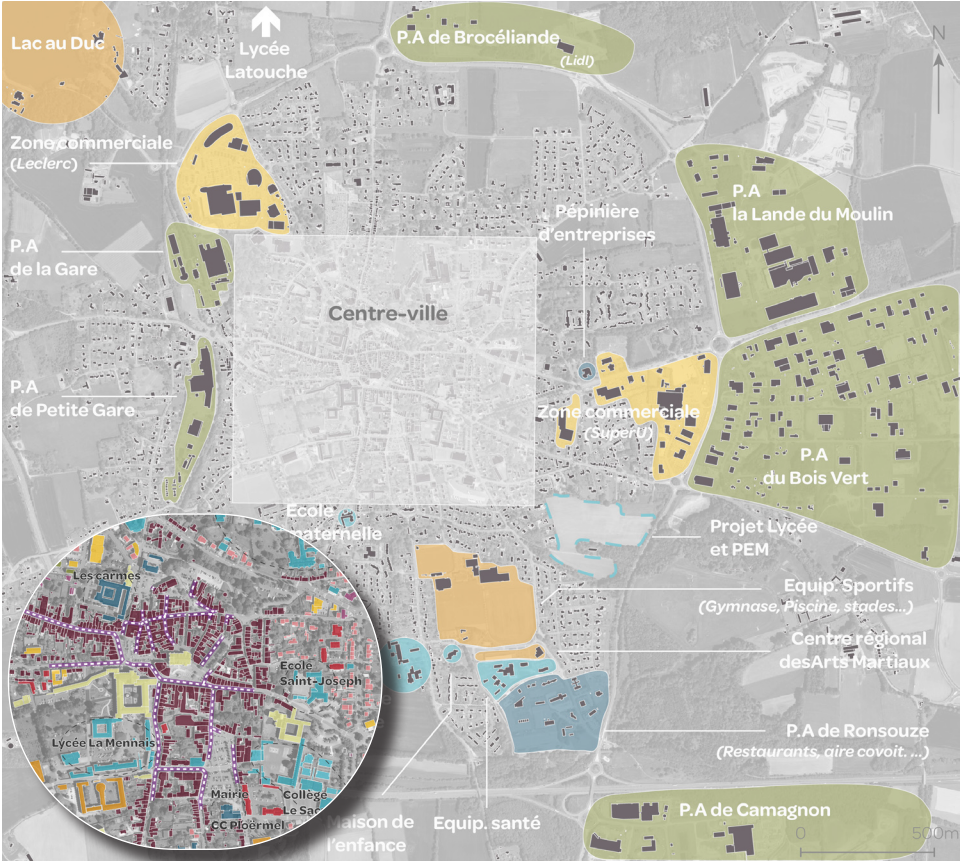 Lac au Duc
Lycée
Latouche
P.A de Brocéliande
(Lidl)
N
Zone commerciale
(Leclerc)
P.A
la Lande du Moulin
Pépinière
d'entreprises
P.A
de la Gare
Centre-ville
P.A
de Petite Gare
Zone commerciale
(SuperU)
P.A
du Bois Vert
Ecole
maternelle
Projet Lycée
et PEM
Les carmes
Equip. Sportifs
(Gymnase, Piscine, stades...)
Centre régional
desArts Martiaux
Ecole
Saint-Joseph
Lycée La Mennais
P.A de Ronsouze
(Restaurants, aire covoit. ...)
Mairie
Collège
Le Sac
CC Ploërmel
Maison de
l'enfance
Equip. santé
P.A de Camagnon
0 500m